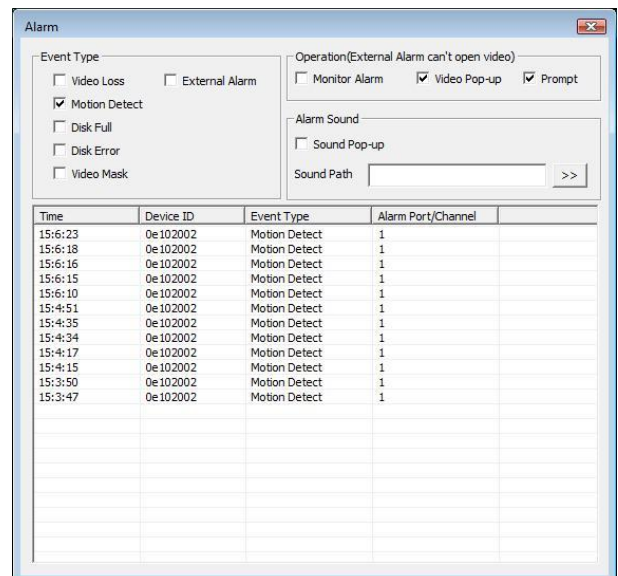 Alarm
Event Type
Video Loss External Alarm
Motion Detect
Disk Full
Disk Error
Video Mask
Operation(External Alarm can't open video)
Monitor Alarm Video Pop-up Prompt
Alarm Sound
Sound Pop-up
Sound Path >>
Time Device ID Event Type Alarm Port/Channel
15:6:23 0e102002 Motion Detect 1
15:6:18 0e102002 Motion Detect 1
15:6:16 0e102002 Motion Detect 1
15:6:15 0e102002 Motion Detect 1
15:6:10 0e102002 Motion Detect 1
15:4:51 0e102002 Motion Detect 1
15:4:35 0e102002 Motion Detect 1
15:4:34 0e102002 Motion Detect 1
15:4:17 0e102002 Motion Detect 1
15:4:15 0e102002 Motion Detect 1
15:3:50 0e102002 Motion Detect 1
15:3:47 0e102002 Motion Detect 1